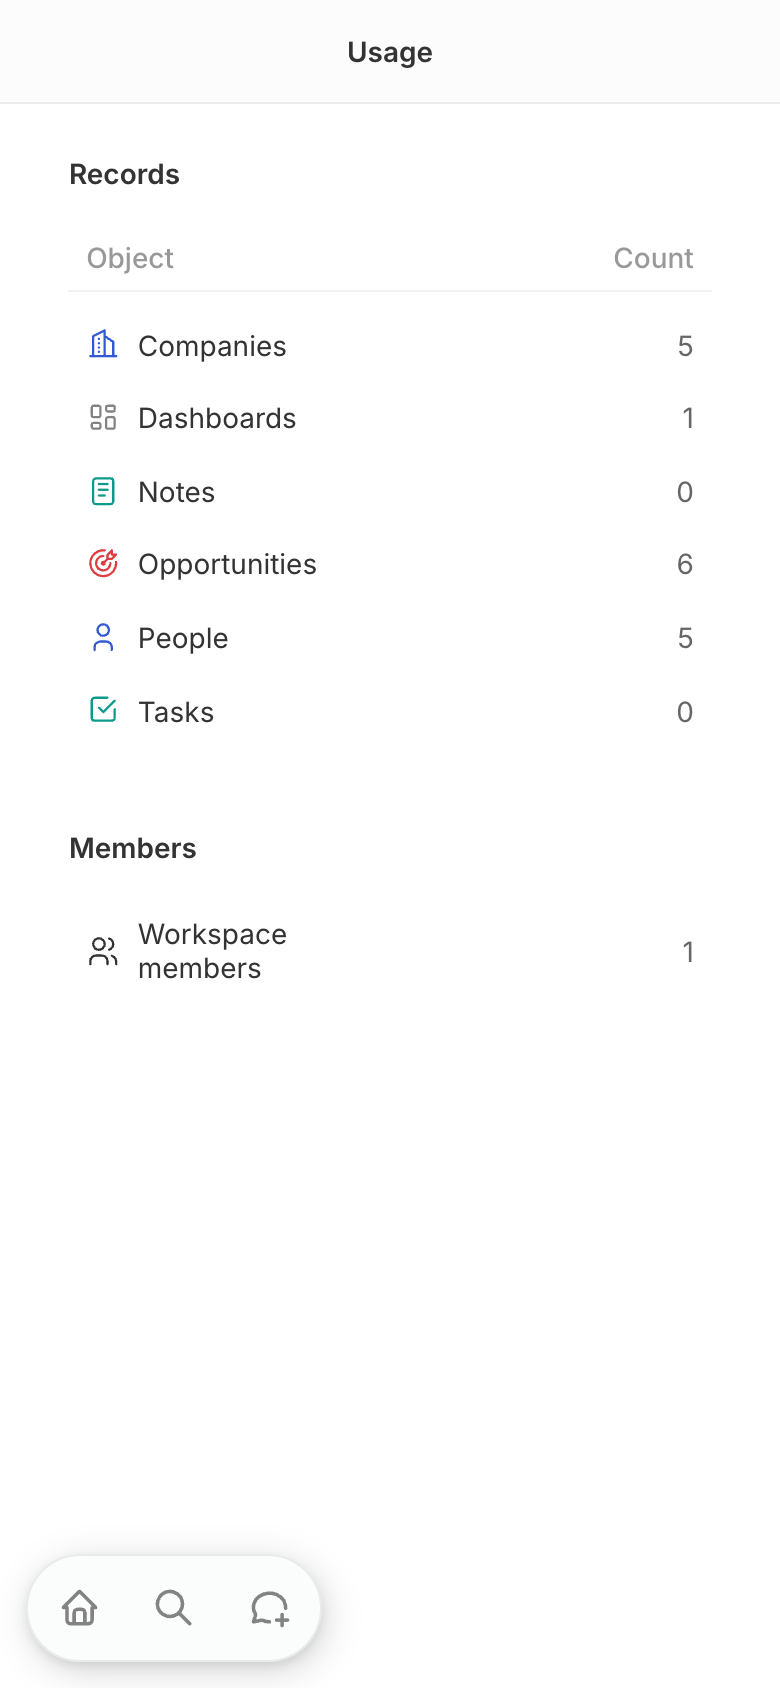 Usage
Records
Object Count
Companies 5
Dashboards 1
Notes 0
Opportunities 6
People 5
Tasks 0
Members
Workspace
members 1